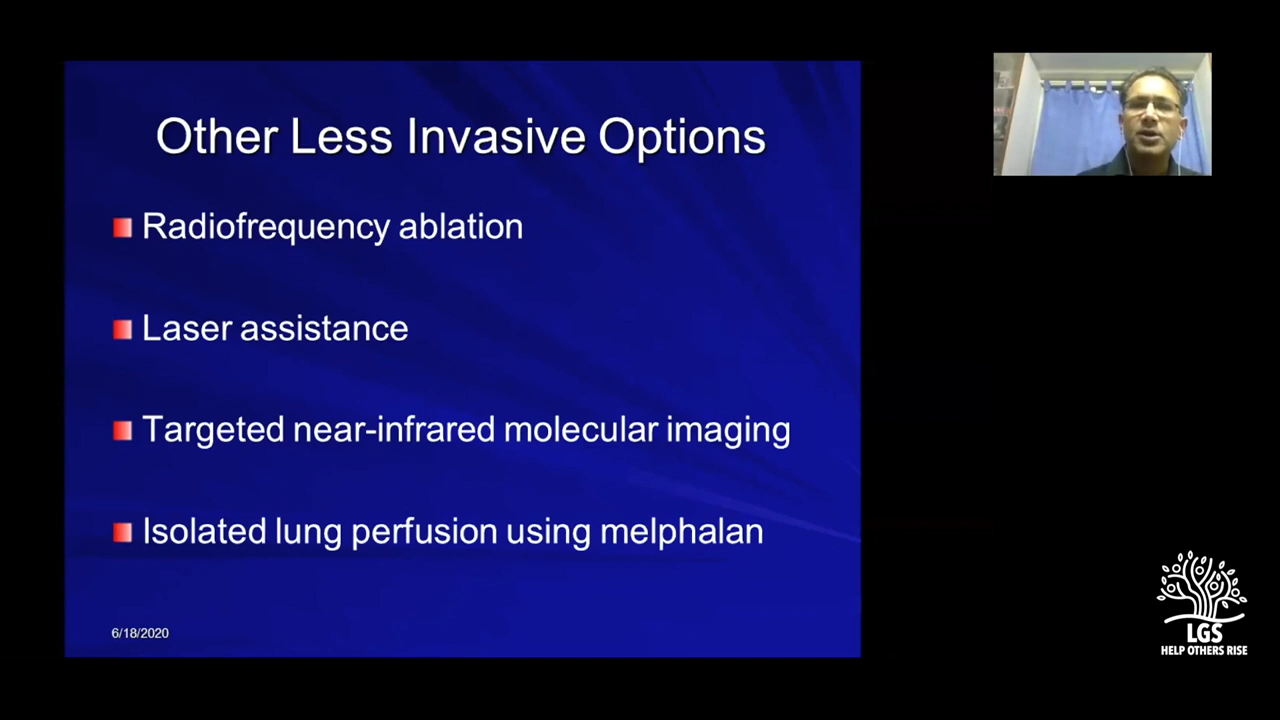 Other Less Invasive Options
Radiofrequency ablation
Laser assistance
Targeted near-infrared molecular imaging
Isolated lung perfusion using melphalan
6/18/2020
LGS
HELP OTHERS RISE